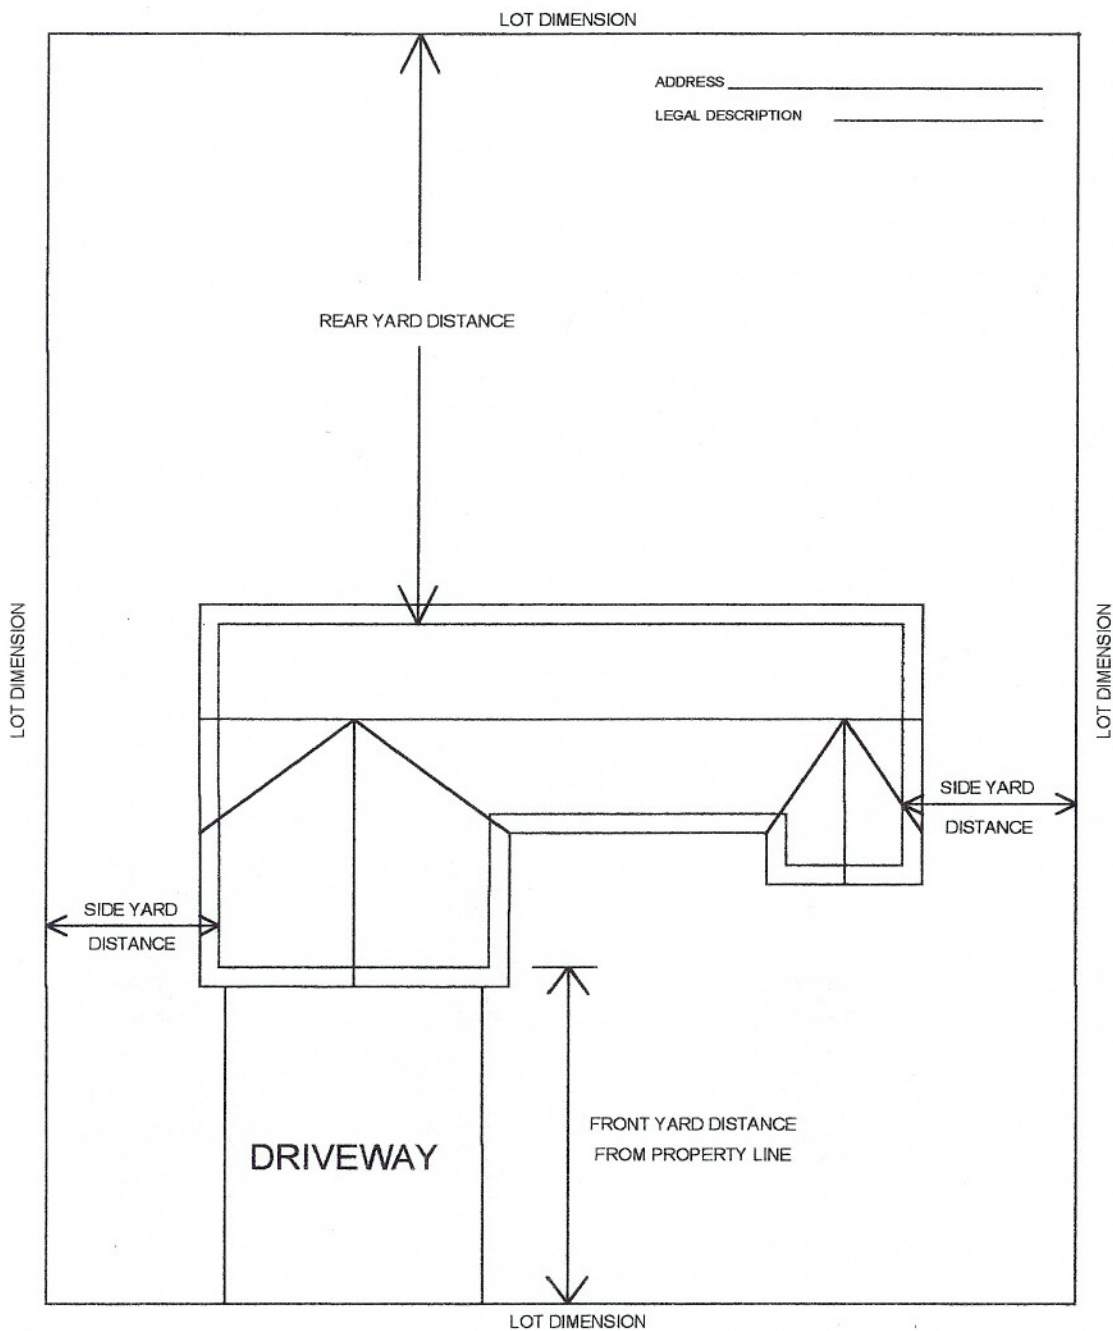 LOT DIMENSION
ADDRESS
LEGAL DESCRIPTION
REAR YARD DISTANCE
LOT DIMENSION
LOT DIMENSION
SIDE YARD
DISTANCE
SIDE YARD
DISTANCE
FRONT YARD DISTANCE
FROM PROPERTY LINE
DRIVEWAY
LOT DIMENSION